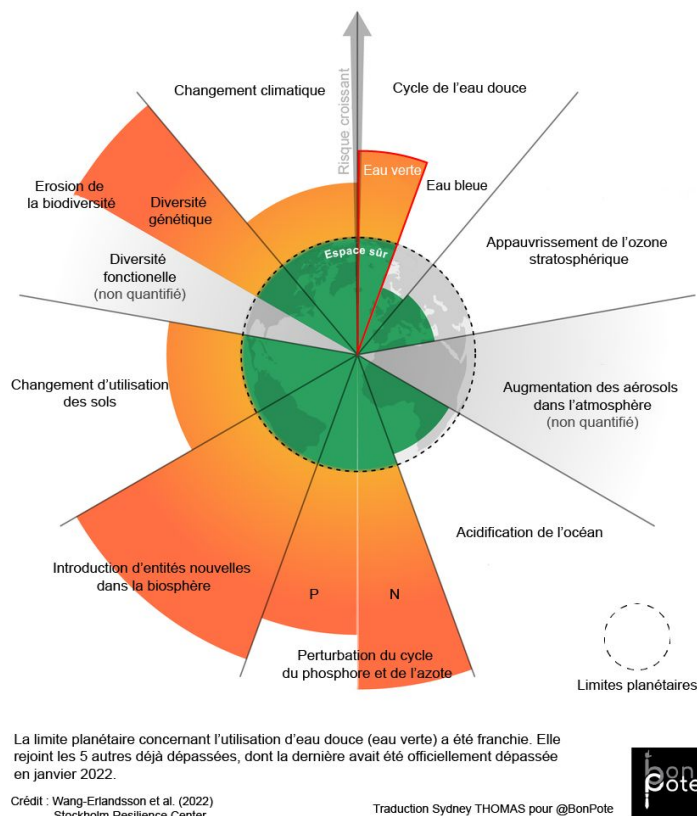 Changement climatique
Risque croissant
Cycle de l'eau douce
Eau verte
Eau bleue
Erosion de
la biodiversité
Diversité
génétique
Espace sûr
Appauvrissement de l'ozone
stratosphérique
Diversité
fonctionelle
(non quantifié)
Changement d'utilisation
des sols
Augmentation des aérosols
dans l'atmosphère
(non quantifié)
Acidification de l'océan
Introduction d'entités nouvelles
dans la biosphère
P
N
Perturbation du cycle
du phosphore et de l'azote
Limites planétaires
La limite planétaire concernant l'utilisation d'eau douce (eau verte) a été franchie. Elle
rejoint les 5 autres déjà dépassées, dont la dernière avait été officiellement dépassée
en janvier 2022.
bon
pote
Crédit : Wang-Erlandsson et al. (2022)
Stockholm Resilience Center
Traduction Sydney THOMAS pour @BonPote